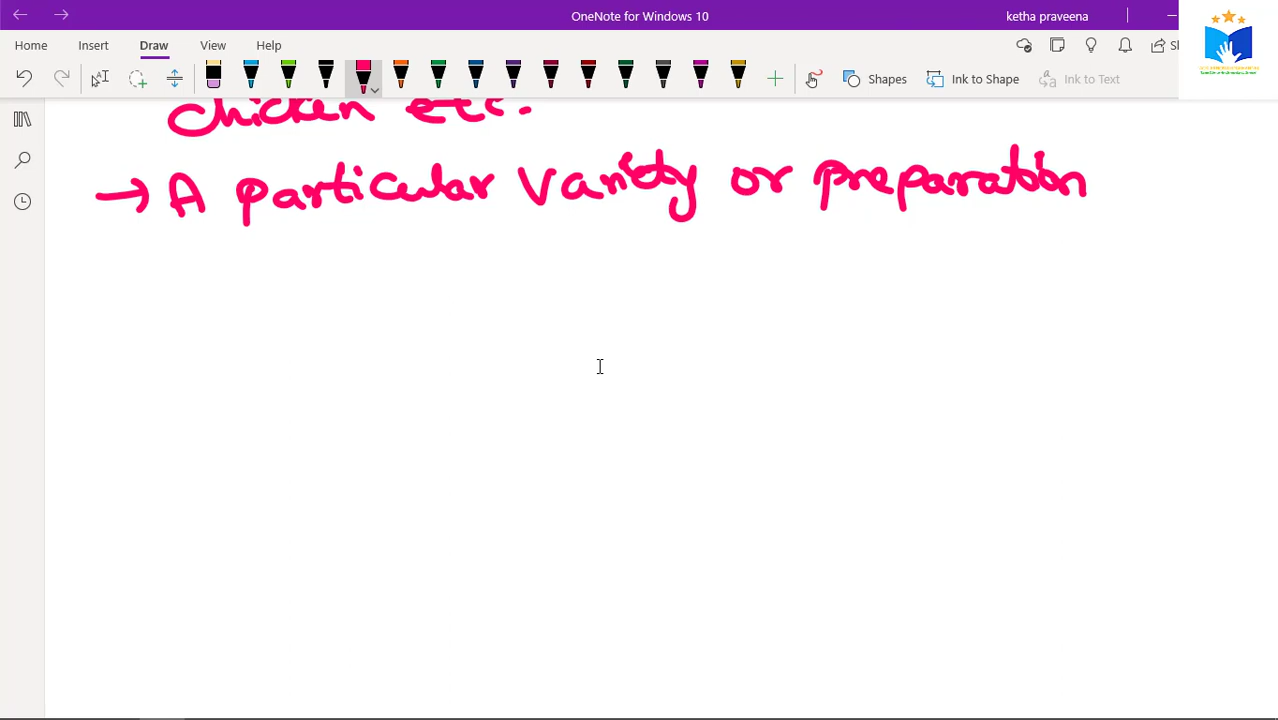 OneNote for Windows 10
ketha praveena
Home
Insert
Draw
View
Help
Shapes
Ink to Shape
Ink to Text
chicken etc.
→ A particular variety or preparation